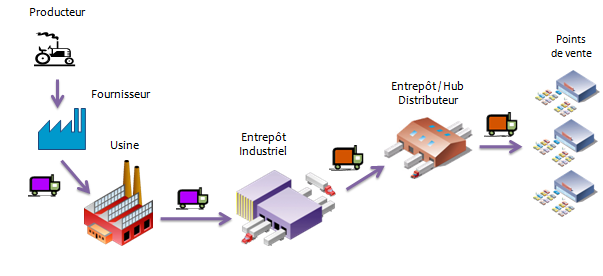 Producteur
Fournisseur
Usine
Entrepôt
Industriel
Entrepôt / Hub
Distributeur
Points
de vente